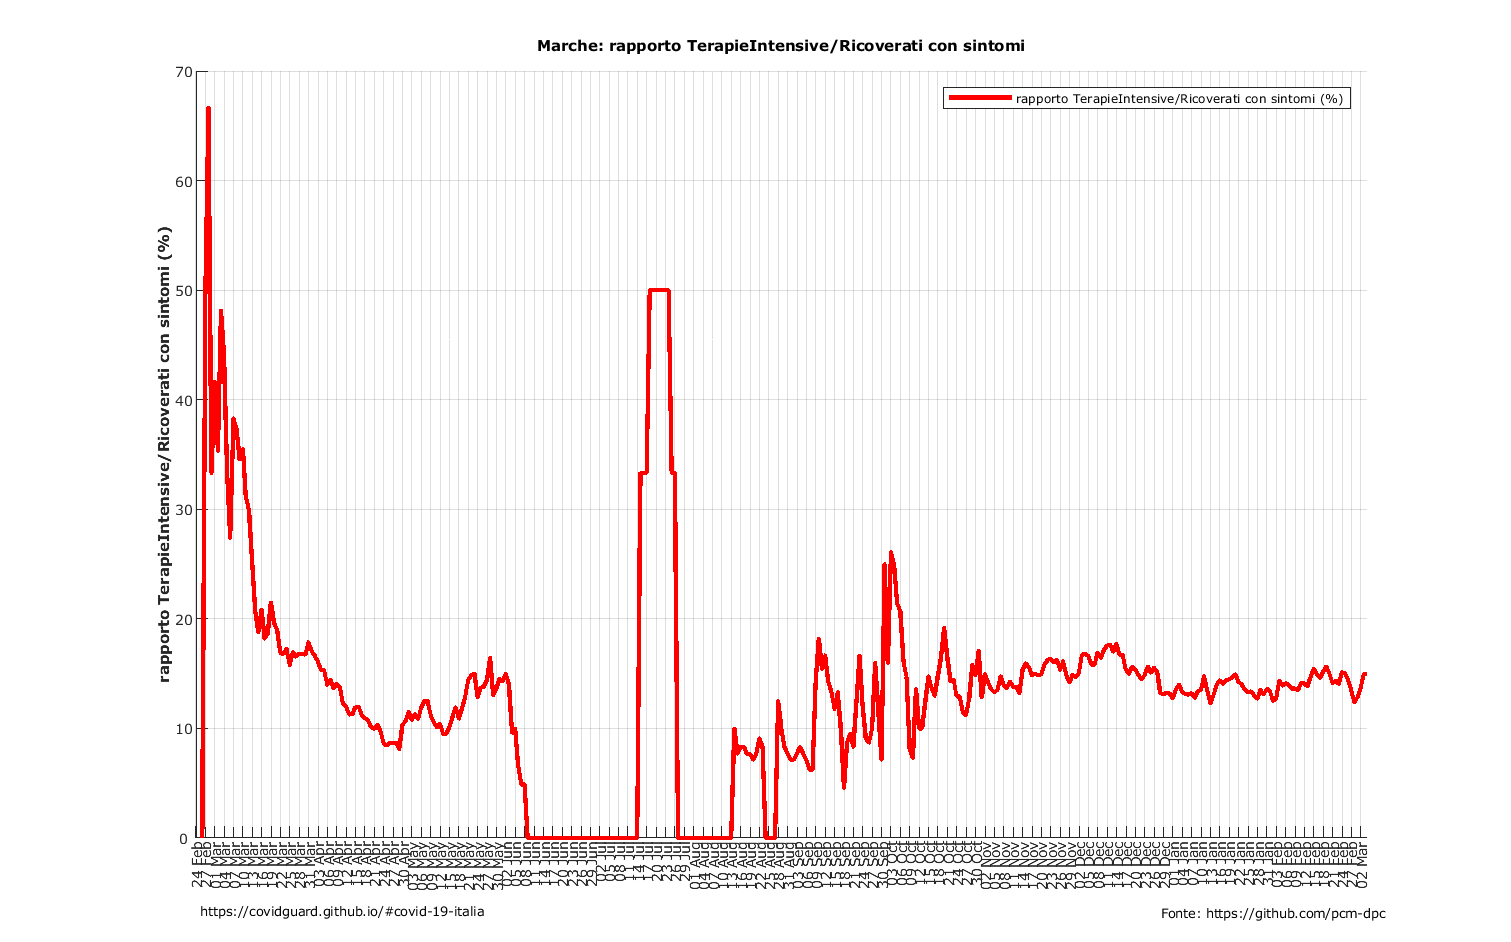 Marche: rapporto TerapieIntensive/Ricoverati con sintomi
rapporto TerapieIntensive/Ricoverati con sintomi (%)
rapporto TerapieIntensive/Ricoverati con sintomi (%)
70
60
50
40
30
20
10
0
24 Feb
27 Feb
01 Mar
04 Mar
07 Mar
10 Mar
13 Mar
16 Mar
19 Mar
22 Mar
25 Mar
28 Mar
31 Mar
03 Apr
06 Apr
09 Apr
12 Apr
15 Apr
18 Apr
21 Apr
24 Apr
27 Apr
30 Apr
03 May
06 May
09 May
12 May
15 May
18 May
21 May
24 May
27 May
30 May
02 Jun
05 Jun
08 Jun
11 Jun
14 Jun
17 Jun
20 Jun
23 Jun
26 Jun
29 Jun
02 Jul
05 Jul
08 Jul
11 Jul
14 Jul
17 Jul
20 Jul
23 Jul
26 Jul
29 Jul
01 Aug
04 Aug
07 Aug
10 Aug
13 Aug
16 Aug
19 Aug
22 Aug
25 Aug
28 Aug
31 Aug
03 Sep
06 Sep
09 Sep
12 Sep
15 Sep
18 Sep
21 Sep
24 Sep
27 Sep
30 Sep
03 Oct
06 Oct
09 Oct
12 Oct
15 Oct
18 Oct
21 Oct
24 Oct
27 Oct
30 Oct
02 Nov
05 Nov
08 Nov
11 Nov
14 Nov
17 Nov
20 Nov
23 Nov
26 Nov
29 Nov
02 Dec
05 Dec
08 Dec
11 Dec
14 Dec
17 Dec
20 Dec
23 Dec
26 Dec
29 Dec
01 Jan
04 Jan
07 Jan
10 Jan
13 Jan
16 Jan
19 Jan
22 Jan
25 Jan
28 Jan
31 Jan
03 Feb
06 Feb
09 Feb
12 Feb
15 Feb
18 Feb
21 Feb
24 Feb
27 Feb
02 Mar
https://covidguard.github.io/#covid-19-italia
Fonte: https://github.com/pcm-dpc